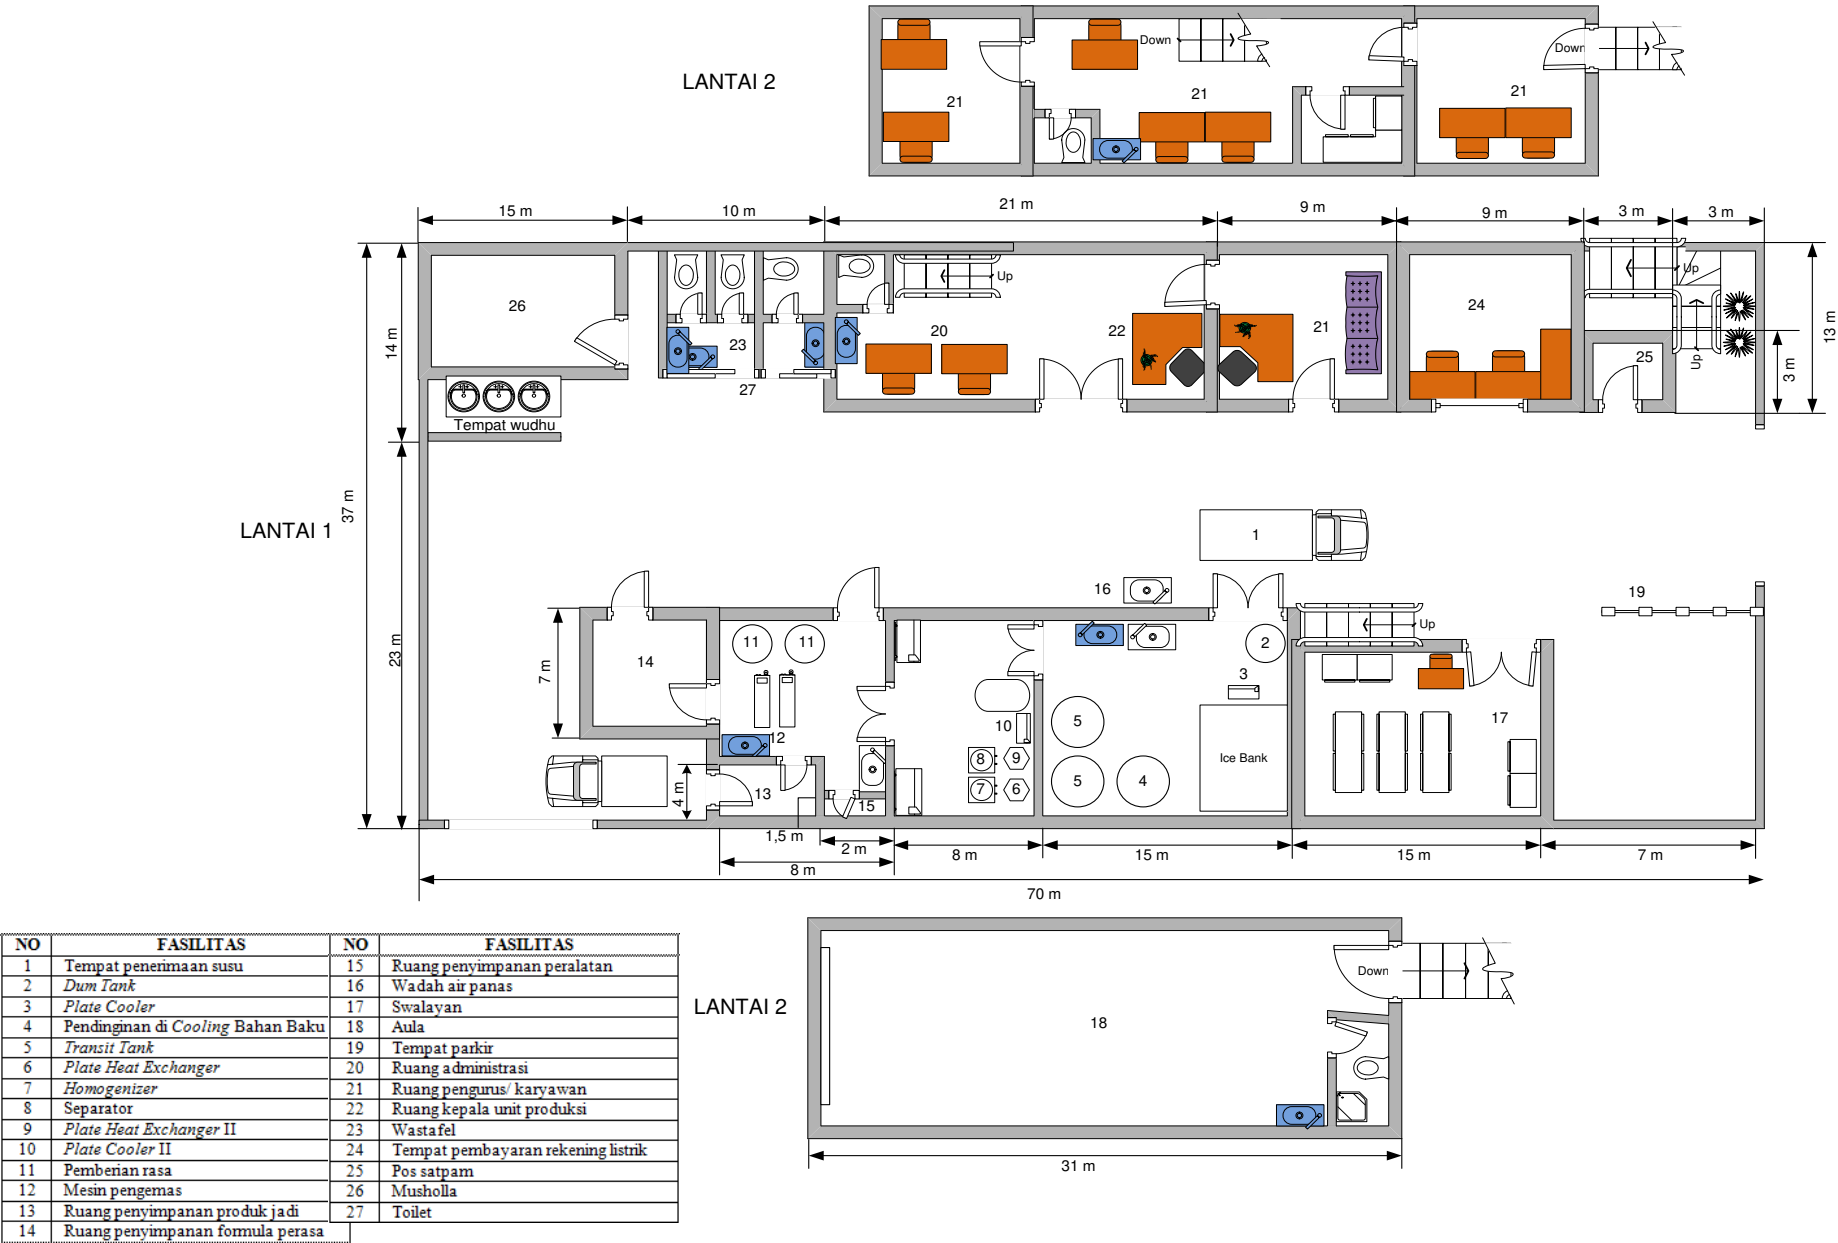 LANTAI 2
21
Down
21
21
Down
15 m
10 m
21 m
9 m
9 m
3 m
3 m
37 m
14 m
23 m
26
Tempat wudhu
23
27
Up
20
22
21
24
25
Up
Up
3 m
13 m
LANTAI 1
1
16
19
Up
14
7 m
11
11
12
13
4 m
15
10
8
9
7
6
2
3
5
5
4
Ice Bank
17
1,5 m
2 m
8 m
8 m
15 m
15 m
7 m
70 m
LANTAI 2
18
Down
31 m
NO FASILITAS NO FASILITAS
1 Tempat penerimaan susu 15 Ruang penyimpanan peralatan
2 Dum Tank 16 Wadah air panas
3 Plate Cooler 17 Swalayan
4 Pendinginan di Cooling Bahan Baku 18 Aula
5 Transit Tank 19 Tempat parkir
6 Plate Heat Exchanger 20 Ruang administrasi
7 Homogenizer 21 Ruang pengurus/ karyawan
8 Separator 22 Ruang kepala unit produksi
9 Plate Heat Exchanger II 23 Wastafel
10 Plate Cooler II 24 Tempat pembayaran rekening listrik
11 Pemberian rasa 25 Pos satpam
12 Mesin pengemas 26 Musholla
13 Ruang penyimpanan produk jadi 27 Toilet
14 Ruang penyimpanan formula perasa